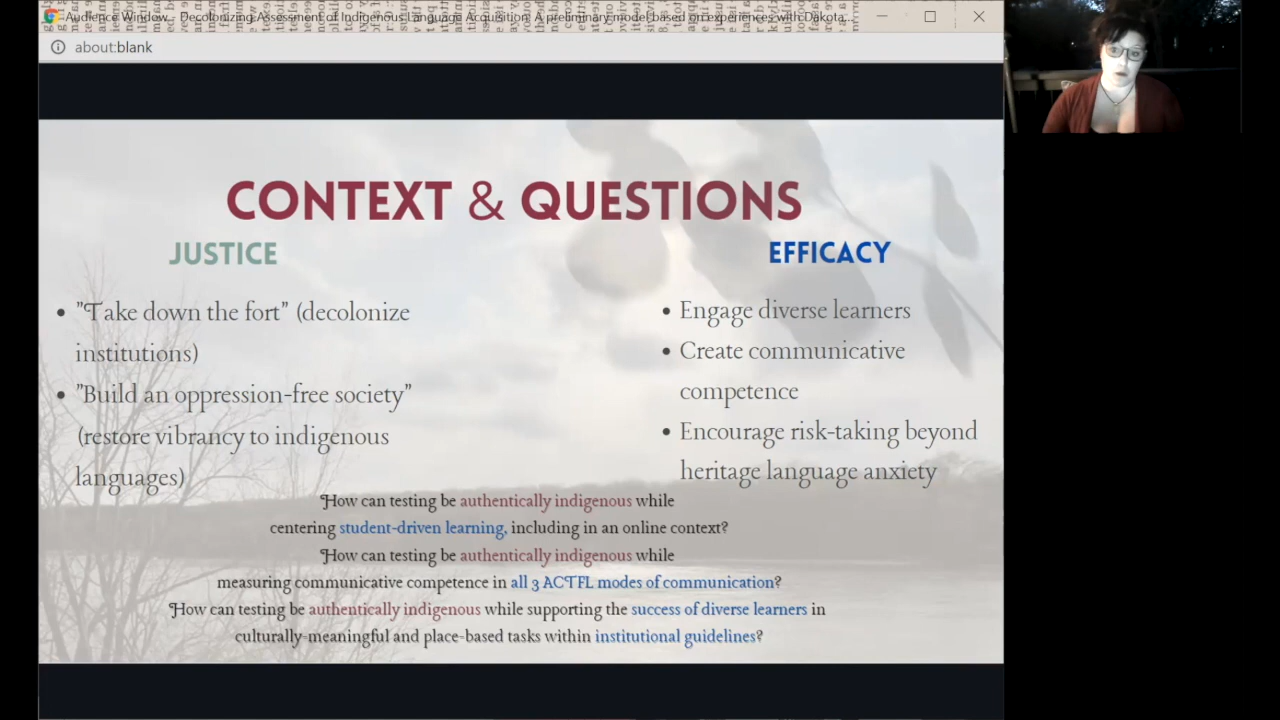 Audience Window... Decolonizing Assessment of Indigenous Language Acquisition: A preliminary model based on experiences with Dakota...
about:blank
CONTEXT & QUESTIONS
JUSTICE
• "Take down the fort" (decolonize
institutions)
• "Build an oppression-free society"
(restore vibrancy to indigenous
languages)
EFFICACY
• Engage diverse learners
• Create communicative
competence
• Encourage risk-taking beyond
heritage language anxiety
How can testing be authentically indigenous while
centering student-driven learning, including in an online context?
How can testing be authentically indigenous while
measuring communicative competence in all 3 ACTFL modes of communication?
How can testing be authentically indigenous while supporting the success of diverse learners in
culturally-meaningful and place-based tasks within institutional guidelines?